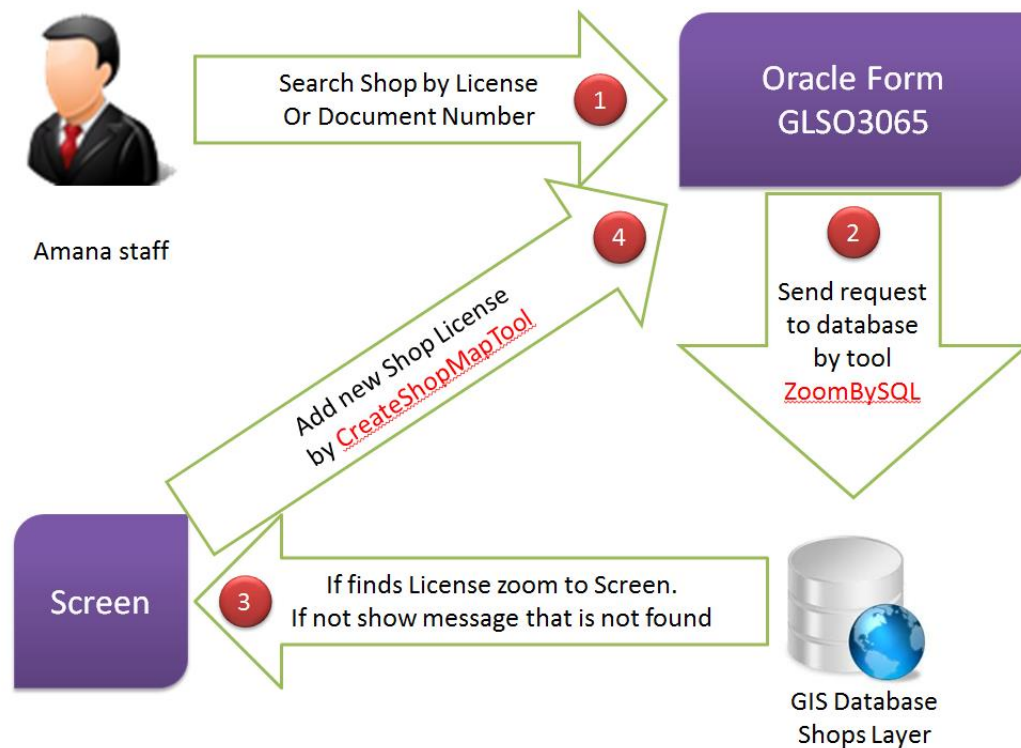 Search Shop by License
Or Document Number
1
Oracle Form
GLSO3065
Amana staff
2
Send request
to database
by tool
ZoomBySQL
GIS Database
Shops Layer
3
If finds License zoom to Screen.
If not show message that is not found
Screen
4
Add new Shop License
by CreateShopMapTool